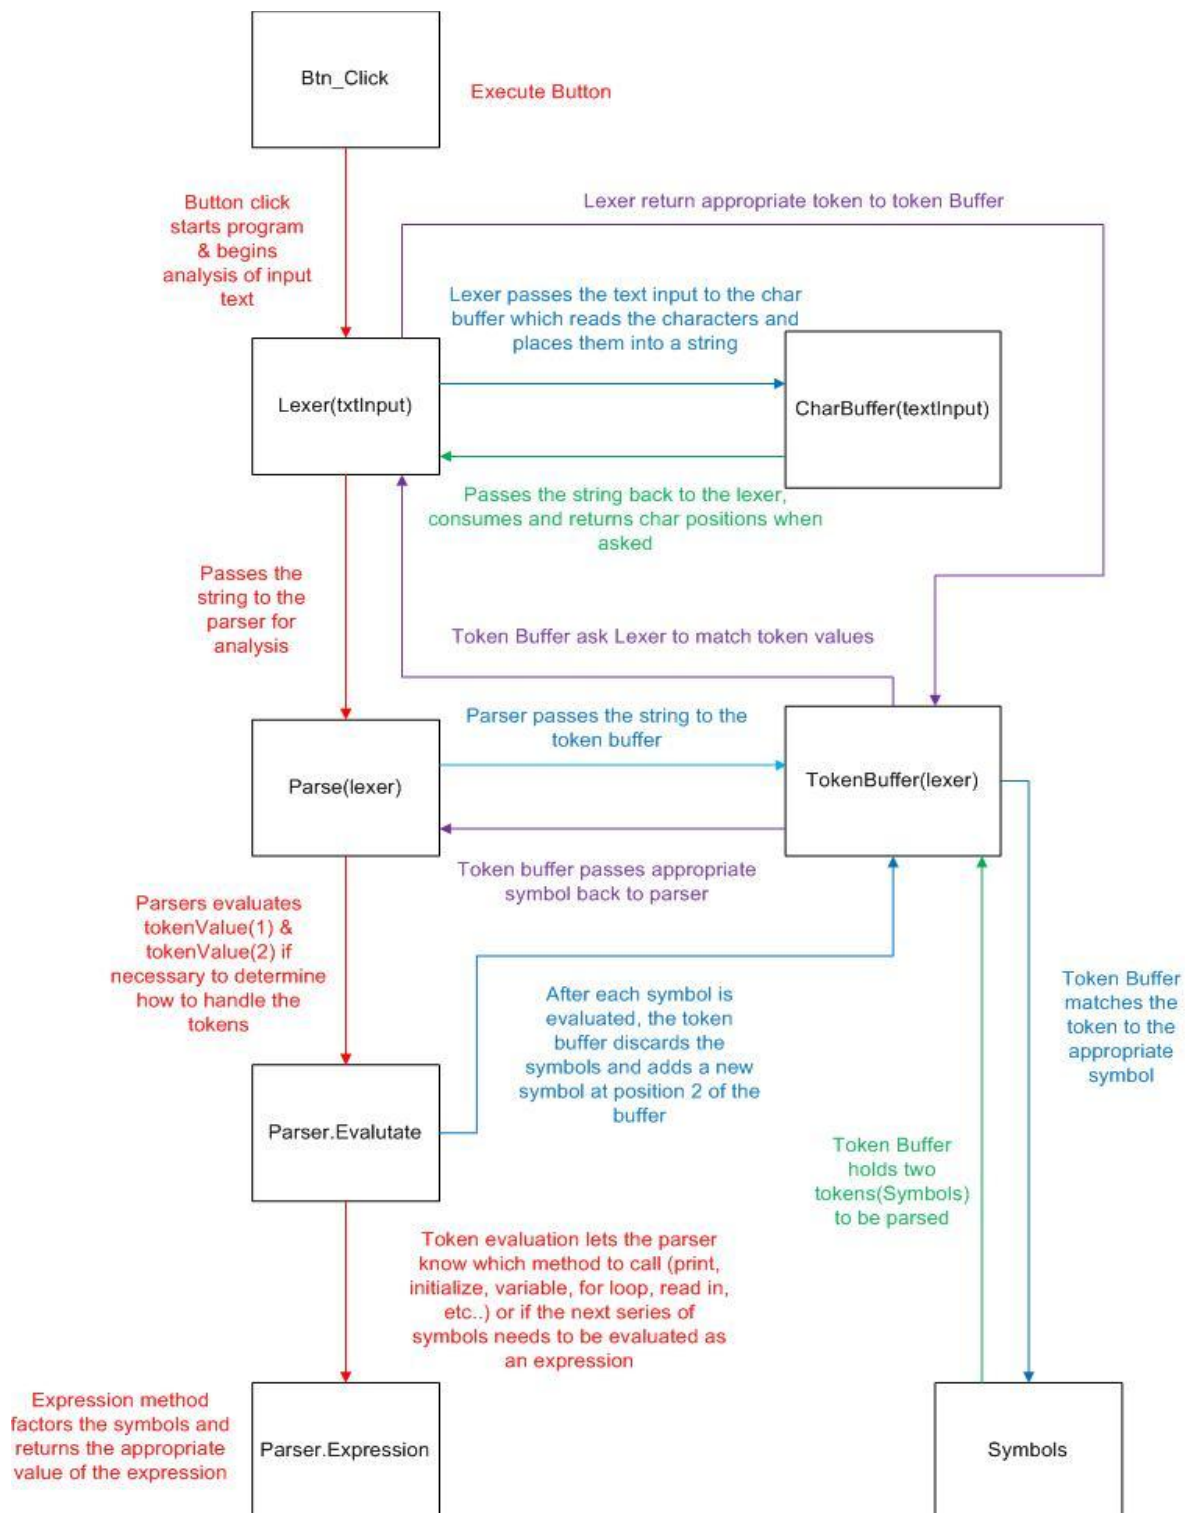 Btn_Click
Execute Button
Button click
starts program
& begins
analysis of input
text
Lexer return appropriate token to token Buffer
Lexer passes the text input to the char
buffer which reads the characters and
places them into a string
Lexer(txtInput)
CharBuffer(textInput)
Passes the string back to the lexer,
consumes and returns char positions when
asked
Passes the
string to the
parser for
analysis
Token Buffer ask Lexer to match token values
Parser passes the string to the
token buffer
Parse(lexer)
TokenBuffer(lexer)
Token buffer passes appropriate
symbol back to parser
Parsers evaluates
tokenValue(1) &
tokenValue(2) if
necessary to determine
how to handle the
tokens
After each symbol is
evaluated, the token
buffer discards the
symbols and adds a new
symbol at position 2 of the
buffer
Token Buffer
matches the
token to the
appropriate
symbol
Parser.Evalutate
Token Buffer
holds two
tokens(Symbols)
to be parsed
Token evaluation lets the parser
know which method to call (print,
initialize, variable, for loop, read in,
etc..) or if the next series of
symbols needs to be evaluated as
an expression
Expression method
factors the symbols and
returns the appropriate
value of the expression
Parser.Expression
Symbols